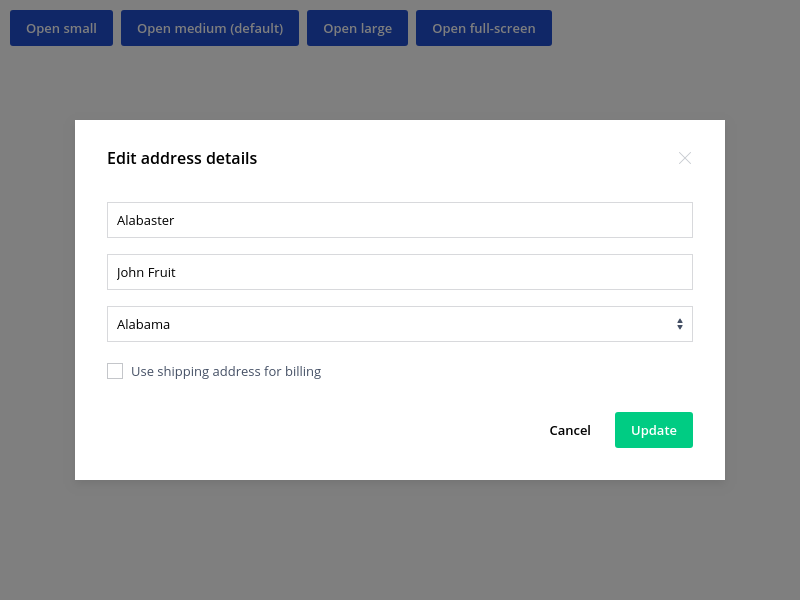 Open small Open medium (default) Open large Open full-screen
Edit address details
Alabaster
John Fruit
Alabama
Use shipping address for billing
Cancel Update